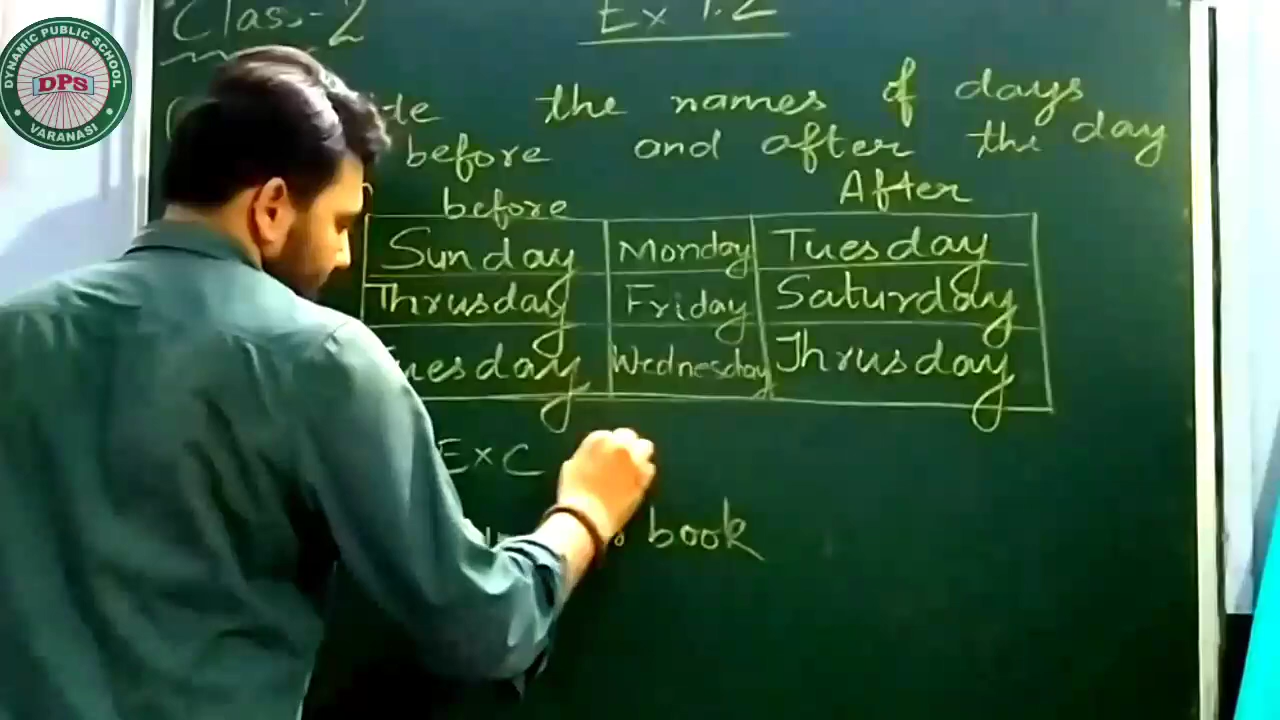 DYNAMIC PUBLIC SCHOOL
DPS
VARANASI
Class-2
Ex 1.2
the names of days
before and after the day
before After
Sunday Monday Tuesday
Thrusday Friday Saturday
Wednesday Thrusday
Ex C
book